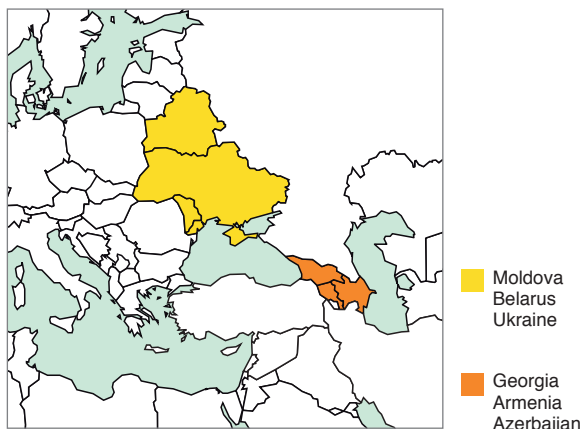 Moldova
Belarus
Ukraine
Georgia
Armenia
Azerbaijan